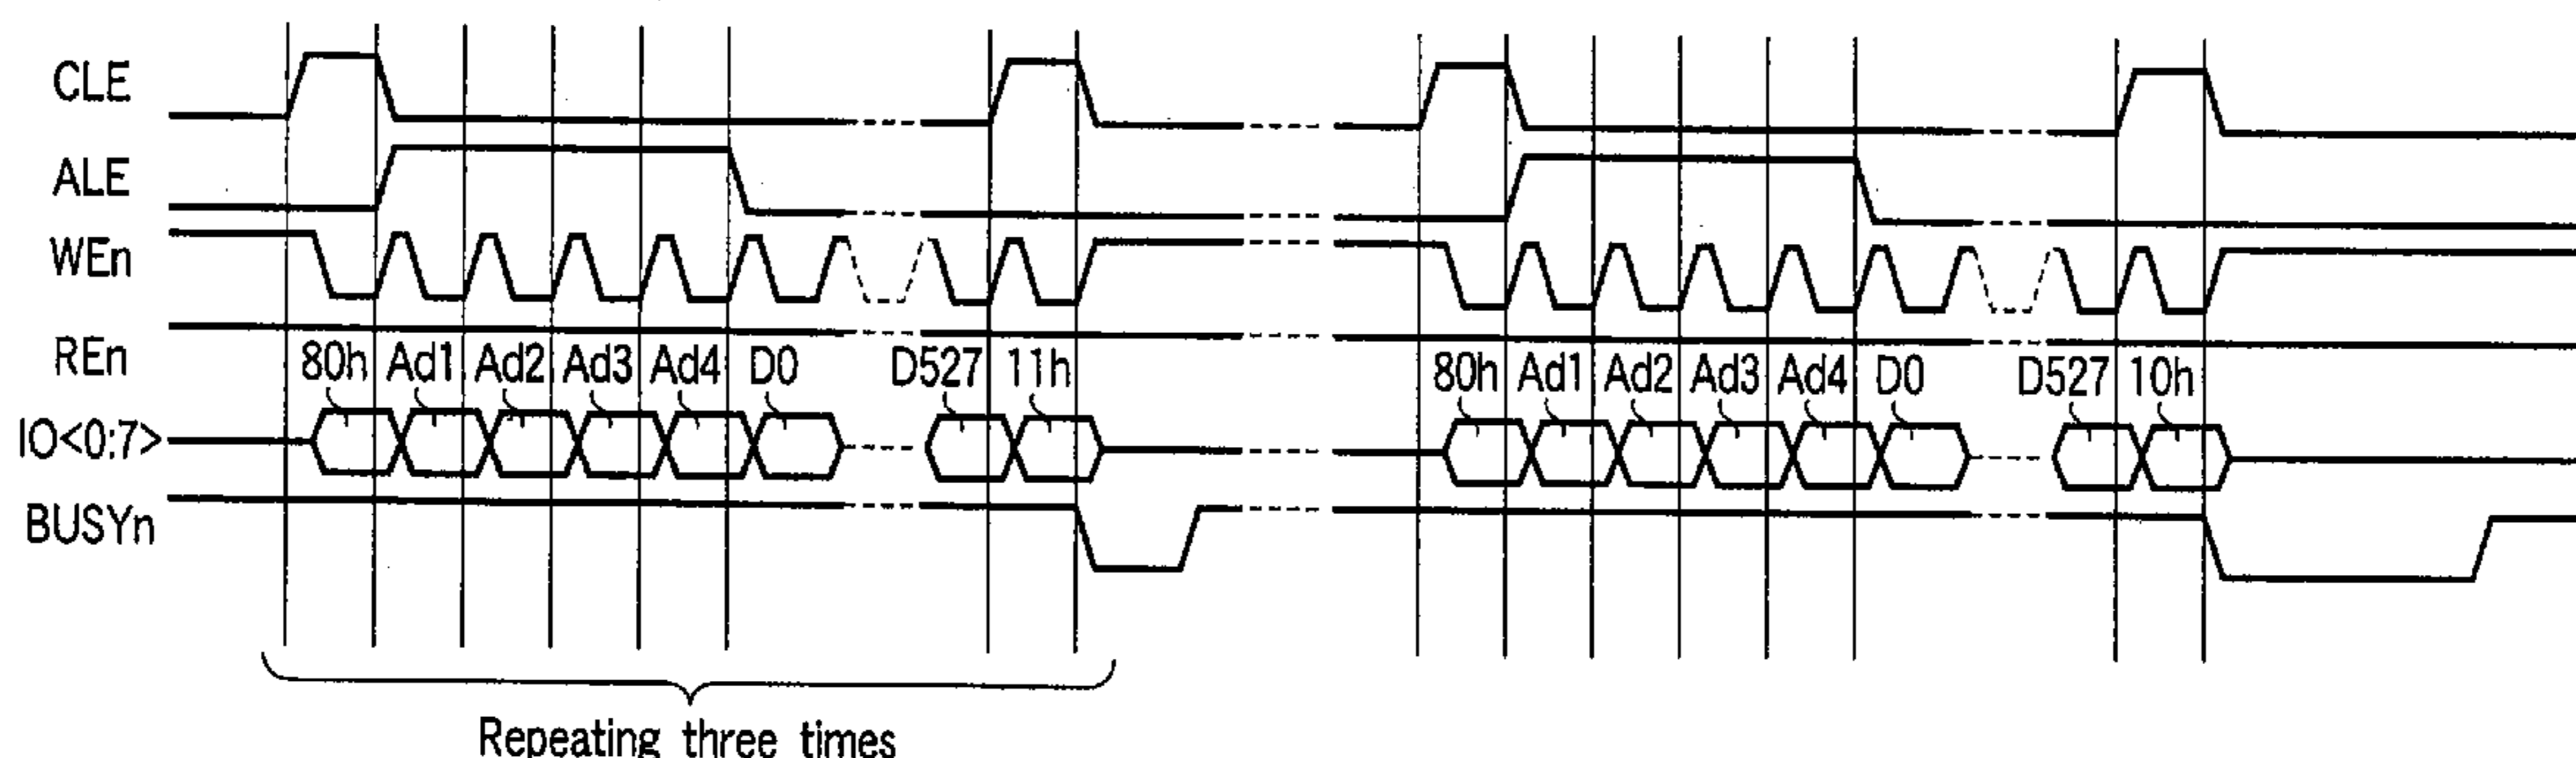 CLE
ALE
WEn
REn
80h Ad1 Ad2 Ad3 Ad4 D0 D527 11h 80h Ad1 Ad2 Ad3 Ad4 D0 D527 10h
IO<0:7>
BUSYn
Repeating three times